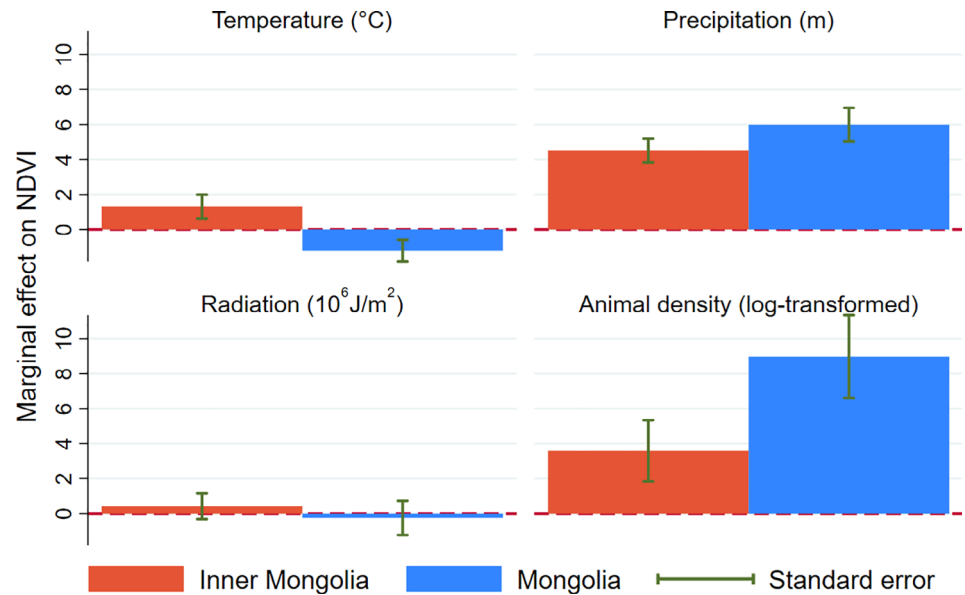 Temperature (°C)
Precipitation (m)
Marginal effect on NDVI
10
8
6
4
2
0
Radiation (10⁶J/m²)
Animal density (log-transformed)
10
8
6
4
2
0
Inner Mongolia
Mongolia
Standard error